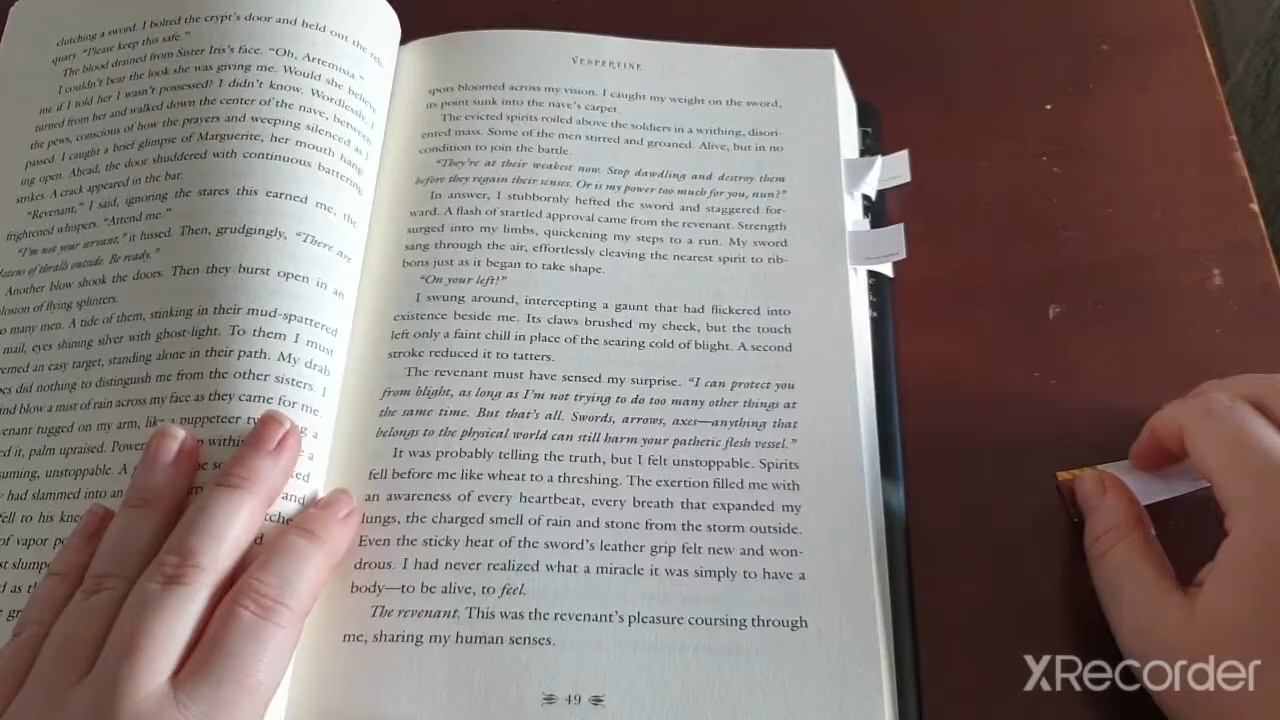 clutching a sword. I bolted the crypt's door and held out the reli-
quary. "Please keep this safe."
The blood drained from Sister Iris's face. "Oh, Artemisia."
I couldn't bear the look she was giving me. Would she believe
me if I told her I wasn't possessed? I didn't know. Wordlessly, I
turned from her and walked down the center of the nave, between
the pews, conscious of how the prayers and weeping silenced as I
passed. I caught a brief glimpse of Marguerite, her mouth hang-
ing open. Ahead, the door shuddered with continuous battering
strikes. A crack appeared in the bar.
"Revenant," I said, ignoring the stares this earned me, the
frightened whispers. "Attend me."
"I'm not your servant," it hissed. Then, grudgingly, "There are
dozens of thralls outside. Be ready."
Another blow shook the doors. Then they burst open in an
plosion of flying splinters.
o many men. A tide of them, stinking in their mud-spattered
mail, eyes shining silver with ghost-light. To them I must
emed an easy target, standing alone in their path. My drab
es did nothing to distinguish me from the other sisters. I
ind blow a mist of rain across my face as they came for me.
venant tugged on my arm, like a puppeteer
ed it, palm upraised. Power within
suming, unstoppable. A
had slammed into an
fell to his
of vapor
st
VESPERTINE
spots bloomed across my vision. I caught my weight on the sword,
its point sunk into the nave's carpet.
The evicted spirits roiled above the soldiers in a writhing, disori-
ented mass. Some of the men stirred and groaned. Alive, but in no
condition to join the battle.
"They're at their weakest now. Stop dawdling and destroy them
before they regain their senses. Or is my power too much for you, nun?"
In answer, I stubbornly hefted the sword and staggered for-
ward. A flash of startled approval came from the revenant. Strength
surged into my limbs, quickening my steps to a run. My sword
sang through the air, effortlessly cleaving the nearest spirit to rib-
bons just as it began to take shape.
"On your left!"
I swung around, intercepting a gaunt that had flickered into
existence beside me. Its claws brushed my cheek, but the touch
left only a faint chill in place of the searing cold of blight. A second
stroke reduced it to tatters.
The revenant must have sensed my surprise. "I can protect you
from blight, as long as I'm not trying to do too many other things at
the same time. But that's all. Swords, arrows, axes—anything that
belongs to the physical world can still harm your pathetic flesh vessel."
It was probably telling the truth, but I felt unstoppable. Spirits
fell before me like wheat to a threshing. The exertion filled me with
an awareness of every heartbeat, every breath that expanded my
lungs, the charged smell of rain and stone from the storm outside.
Even the sticky heat of the sword's leather grip felt new and won-
drous. I had never realized what a miracle it was simply to have a
body—to be alive, to feel.
The revenant. This was the revenant's pleasure coursing through
me, sharing my human senses.
49
XRecorder